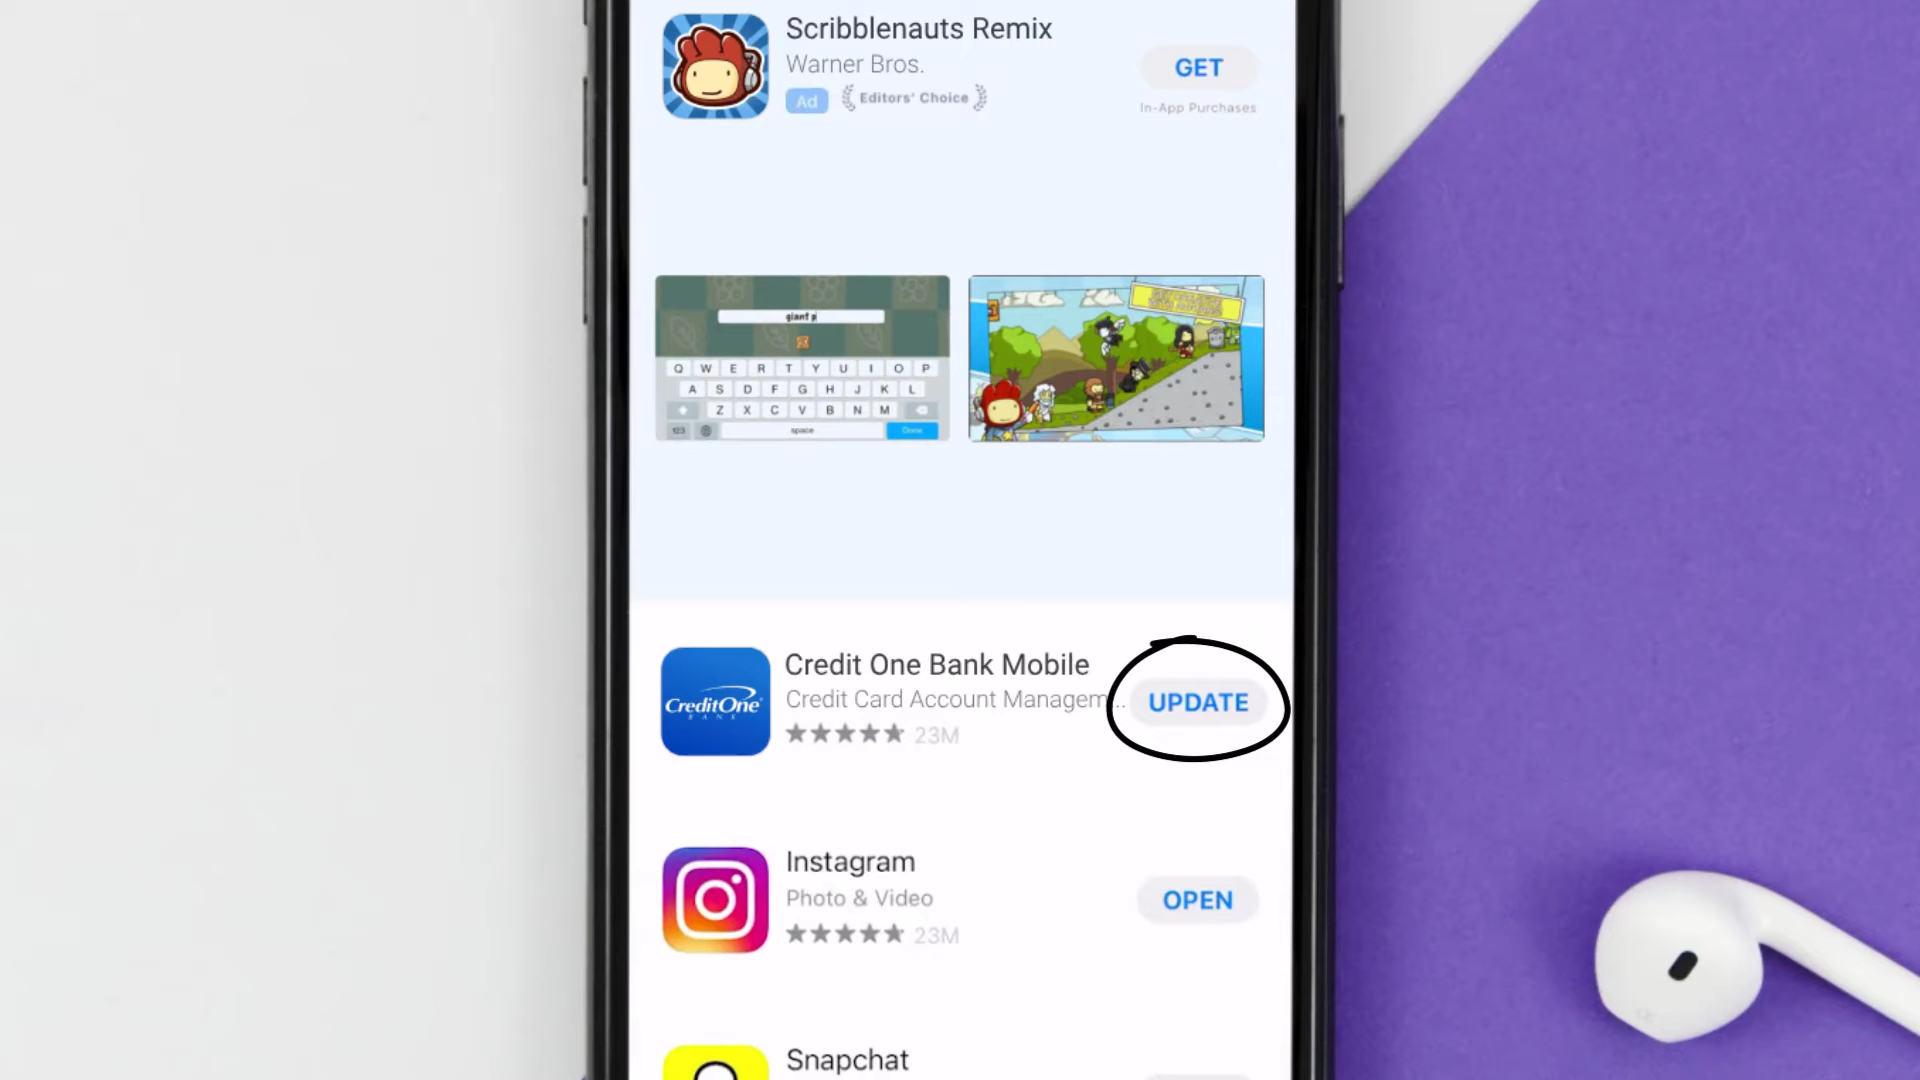 Scribblenauts Remix
Warner Bros.
Ad
Editors' Choice
GET
In-App Purchases
giant p
Q W E R T Y U I O P
A S D F G H J K L
Z X C V B N M
123 space Done
Credit One Bank Mobile
Credit Card Account Managem...
23M
UPDATE
CreditOne
BANK
Instagram
Photo & Video
23M
OPEN
Snapchat